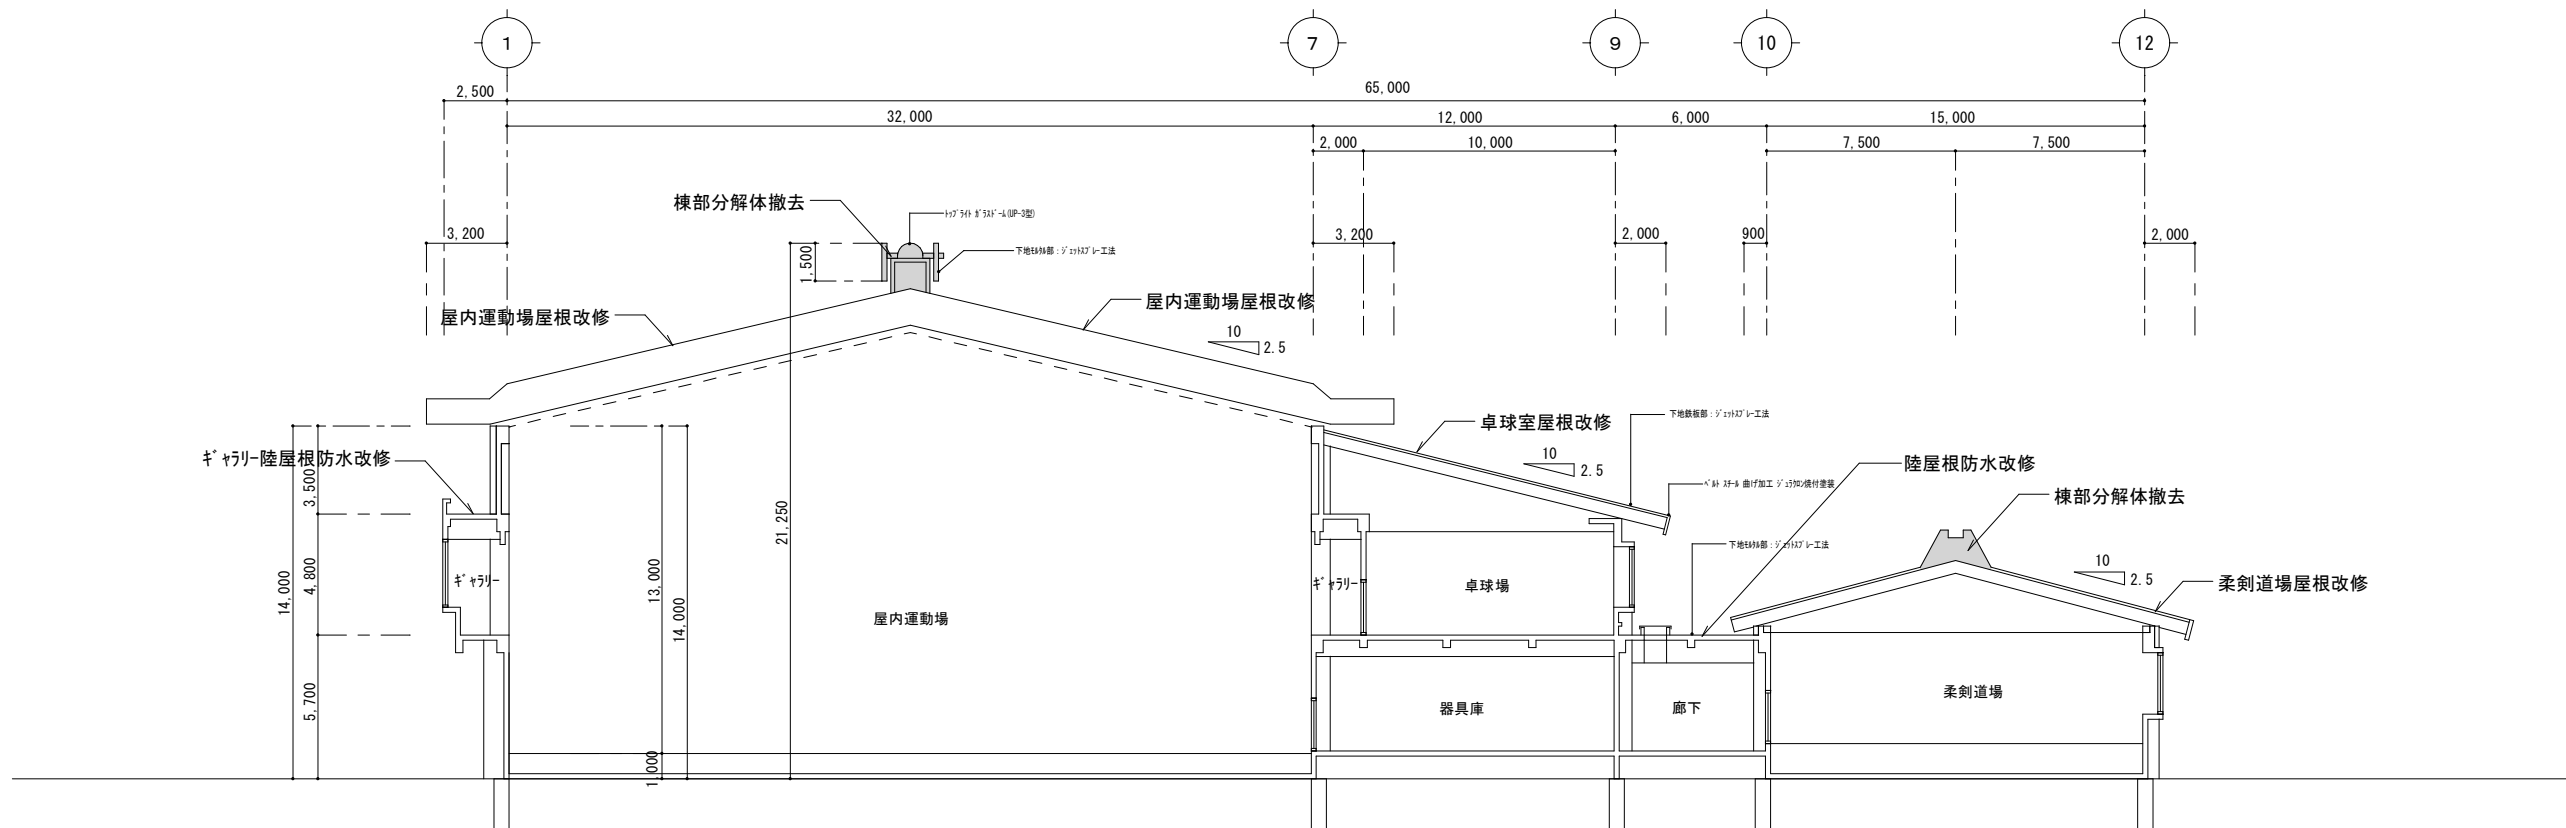 1
7
9
10
12
2,500
65,000
32,000
12,000
6,000
15,000
2,000
10,000
7,500
7,500
棟部分解体撤去
トップライト ガラスドーム(UP-3型)
3,200
1,500
下地モルタル部：ジェットスプレー工法
3,200
2,000
900
2,000
屋内運動場屋根改修
屋内運動場屋根改修
10
2.5
卓球室屋根改修
下地鉄板部：ジェットスプレー工法
ギャラリー陸屋根防水改修
3,500
10
2.5
陸屋根防水改修
ベルト スチール 曲げ加工 ジュラクロン焼付塗装
棟部分解体撤去
21,250
下地モルタル部：ジェットスプレー工法
14,000
4,800
ギャラリー
13,000
14,000
屋内運動場
ギャラリー
卓球場
10
2.5
柔剣道場屋根改修
5,700
器具庫
廊下
柔剣道場
1,000